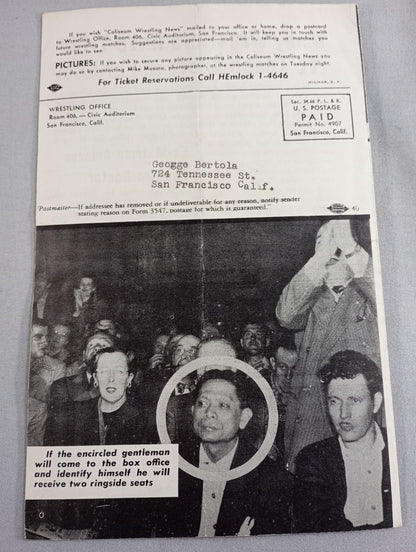 If you wish "Coliseum Wrestling News" mailed to your office or home, drop a postcard
to Wrestling Office, Room 406, Civic Auditorium, San Francisco. It will keep you in touch with
future wrestling matches. Suggestions are appreciated—mail 'em in, telling us matches you
would like to see.
PICTURES: If you wish to secure any picture appearing in the Coliseum Wrestling News you
may do so by contacting Mike Musura, photographer, at the wrestling matches on Tuesday night.
For Ticket Reservations Call HEmlock 1-4646
WRESTLING OFFICE
Room 406, — Civic Auditorium
San Francisco, Calif.
Sec. 34.66 P. L. & R.
U. S. POSTAGE
PAID
Permit No. 4907
San Francisco, Calif.
Geogge Bertola
724 Tennessee St.
San Francisco Calif.
Postmaster—If addressee has removed or if undeliverable for any reason, notify sender
stating reason on Form 3547, postage for which is guaranteed."
If the encircled gentleman
will come to the box office
and identify himself he will
receive two ringside seats